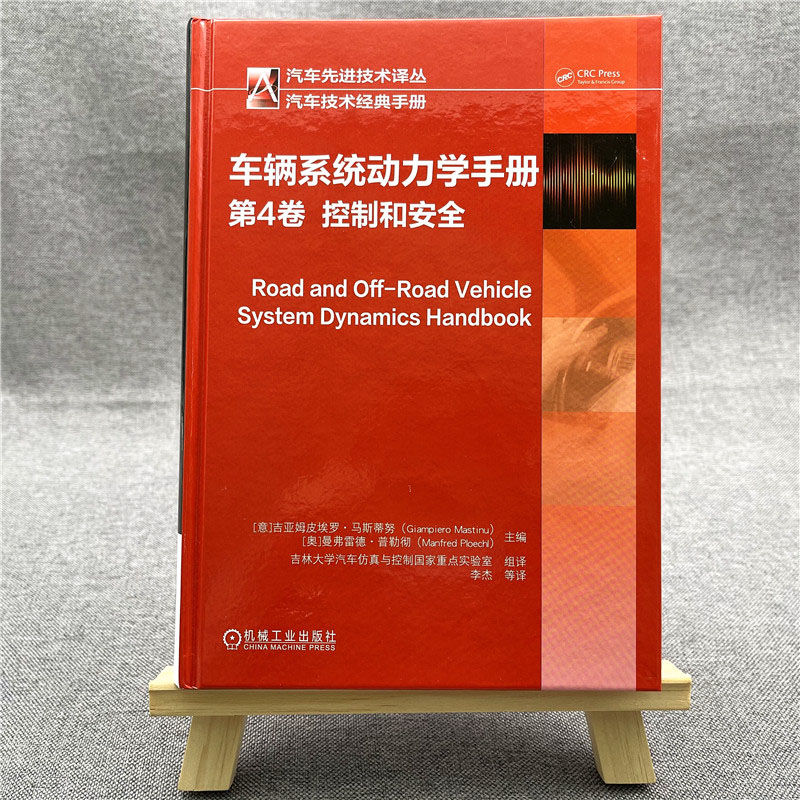 汽车先进技术译丛
汽车技术经典手册
CRC
CRC Press
Taylor & Francis Group
车辆系统动力学手册
第4卷 控制和安全
Road and Off-Road Vehicle
System Dynamics Handbook
[意]吉亚姆皮埃罗·马斯蒂努（Giampiero Mastinu）
[奥]曼弗雷德·普勒彻（Manfred Ploechl）
主编
吉林大学汽车仿真与控制国家重点实验室 组译
李杰 等译
机械工业出版社
CHINA MACHINE PRESS